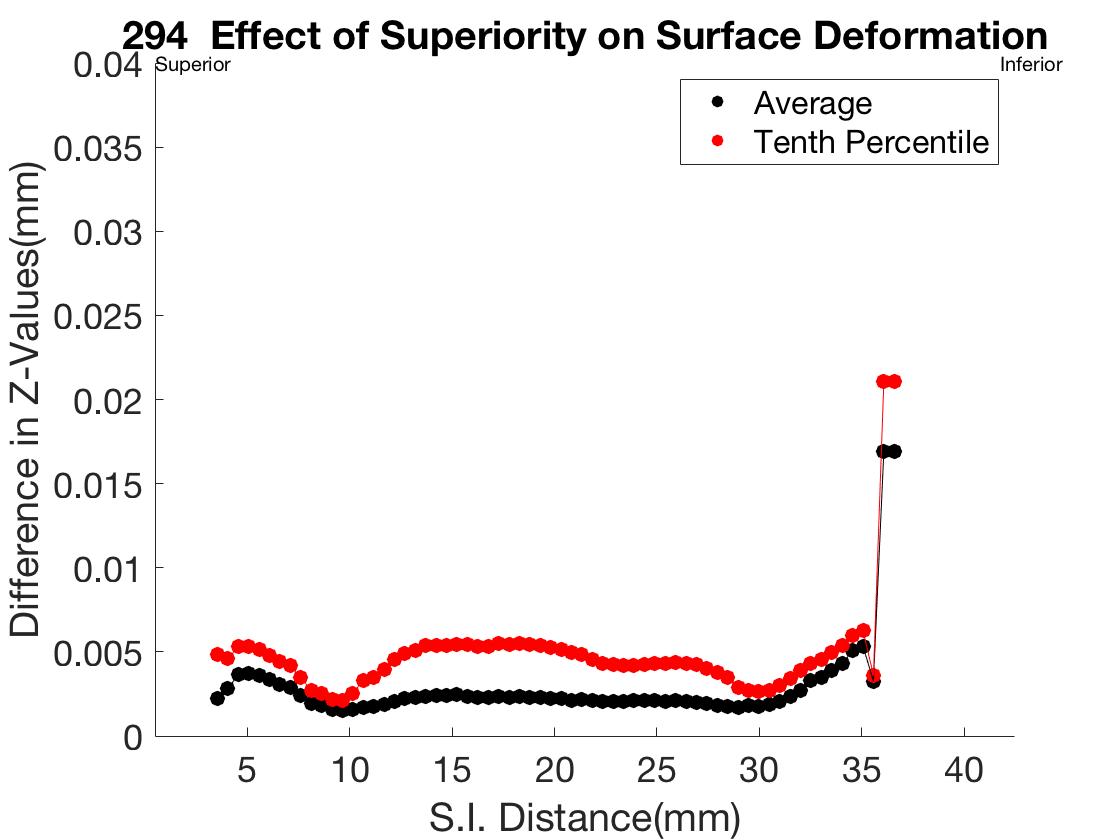 294  Effect of Superiority on Surface Deformation
Superior
Inferior
Average
Tenth Percentile
0.04
0.035
0.03
0.025
0.02
0.015
0.01
0.005
0
Difference in Z-Values(mm)
5
10
15
20
25
30
35
40
S.I. Distance(mm)